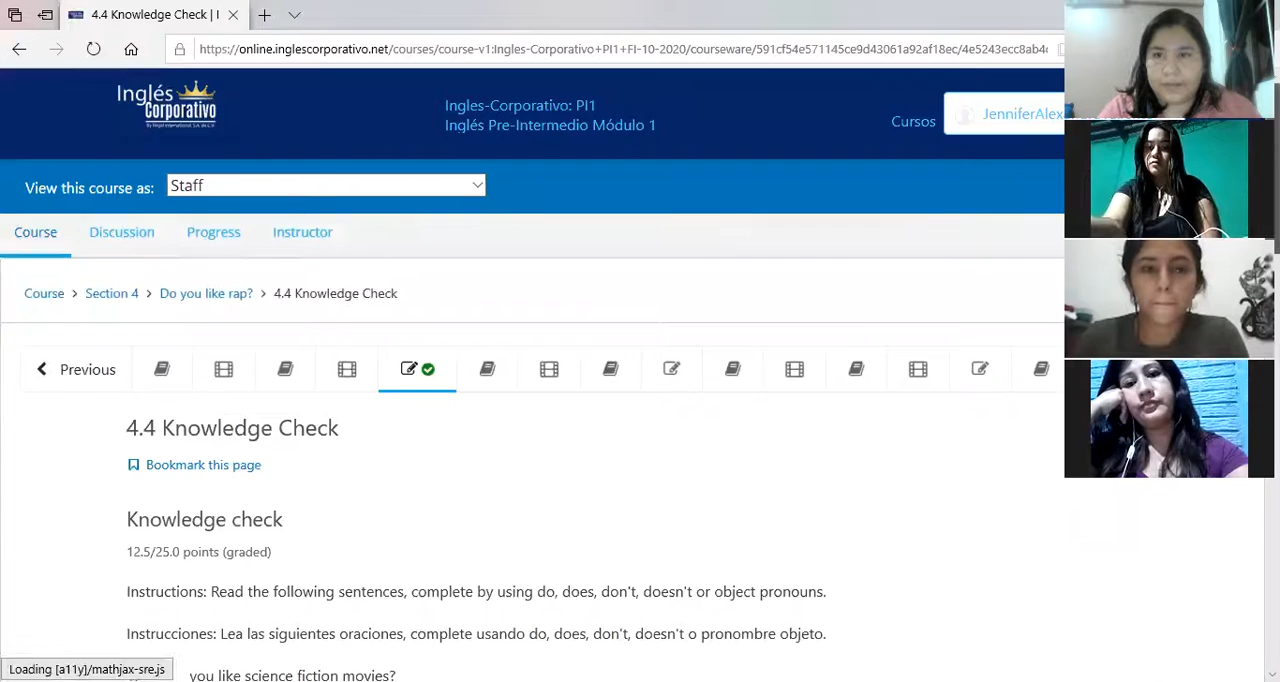 4.4 Knowledge Check | I
https://online.inglescorporativo.net/courses/course-v1:Ingles-Corporativo+PI1+FI-10-2020/courseware/591cf54e571145ce9d43061a92af18ec/4e5243ecc8ab4c
Inglés
Corporativo
Ingles-Corporativo: PI1
Inglés Pre-Intermedio Módulo 1
Cursos
JenniferAlex
View this course as: Staff
Course Discussion Progress Instructor
Course > Section 4 > Do you like rap? > 4.4 Knowledge Check
Previous
4.4 Knowledge Check
Bookmark this page
Knowledge check
12.5/25.0 points (graded)
Instructions: Read the following sentences, complete by using do, does, don't, doesn't or object pronouns.
Instrucciones: Lea las siguientes oraciones, complete usando do, does, don't, doesn't o pronombre objeto.
you like science fiction movies?
Loading [a11y]/mathjax-sre.js